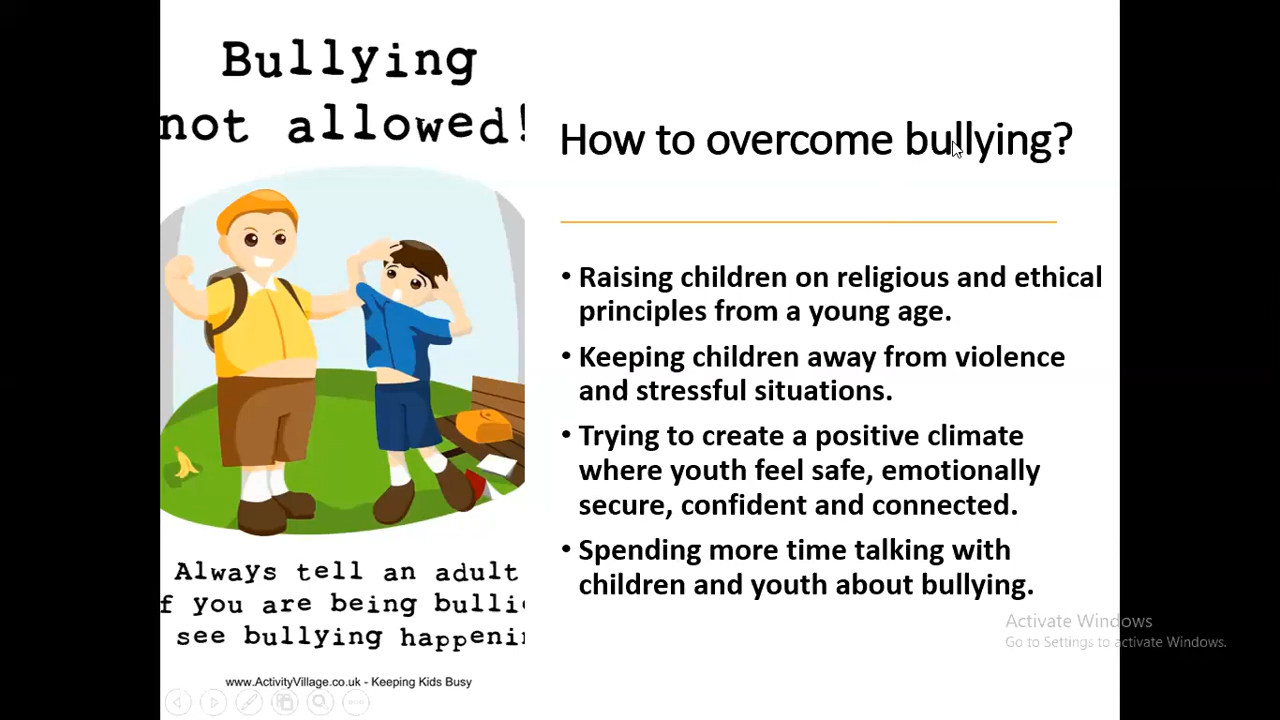 Bullying
not allowed!
How to overcome bullying?
• Raising children on religious and ethical
principles from a young age.
• Keeping children away from violence
and stressful situations.
• Trying to create a positive climate
where youth feel safe, emotionally
secure, confident and connected.
• Spending more time talking with
children and youth about bullying.
Always tell an adult
f you are being bulli
see bullying happenin
www.ActivityVillage.co.uk - Keeping Kids Busy
Activate Windows
Go to Settings to activate Windows.